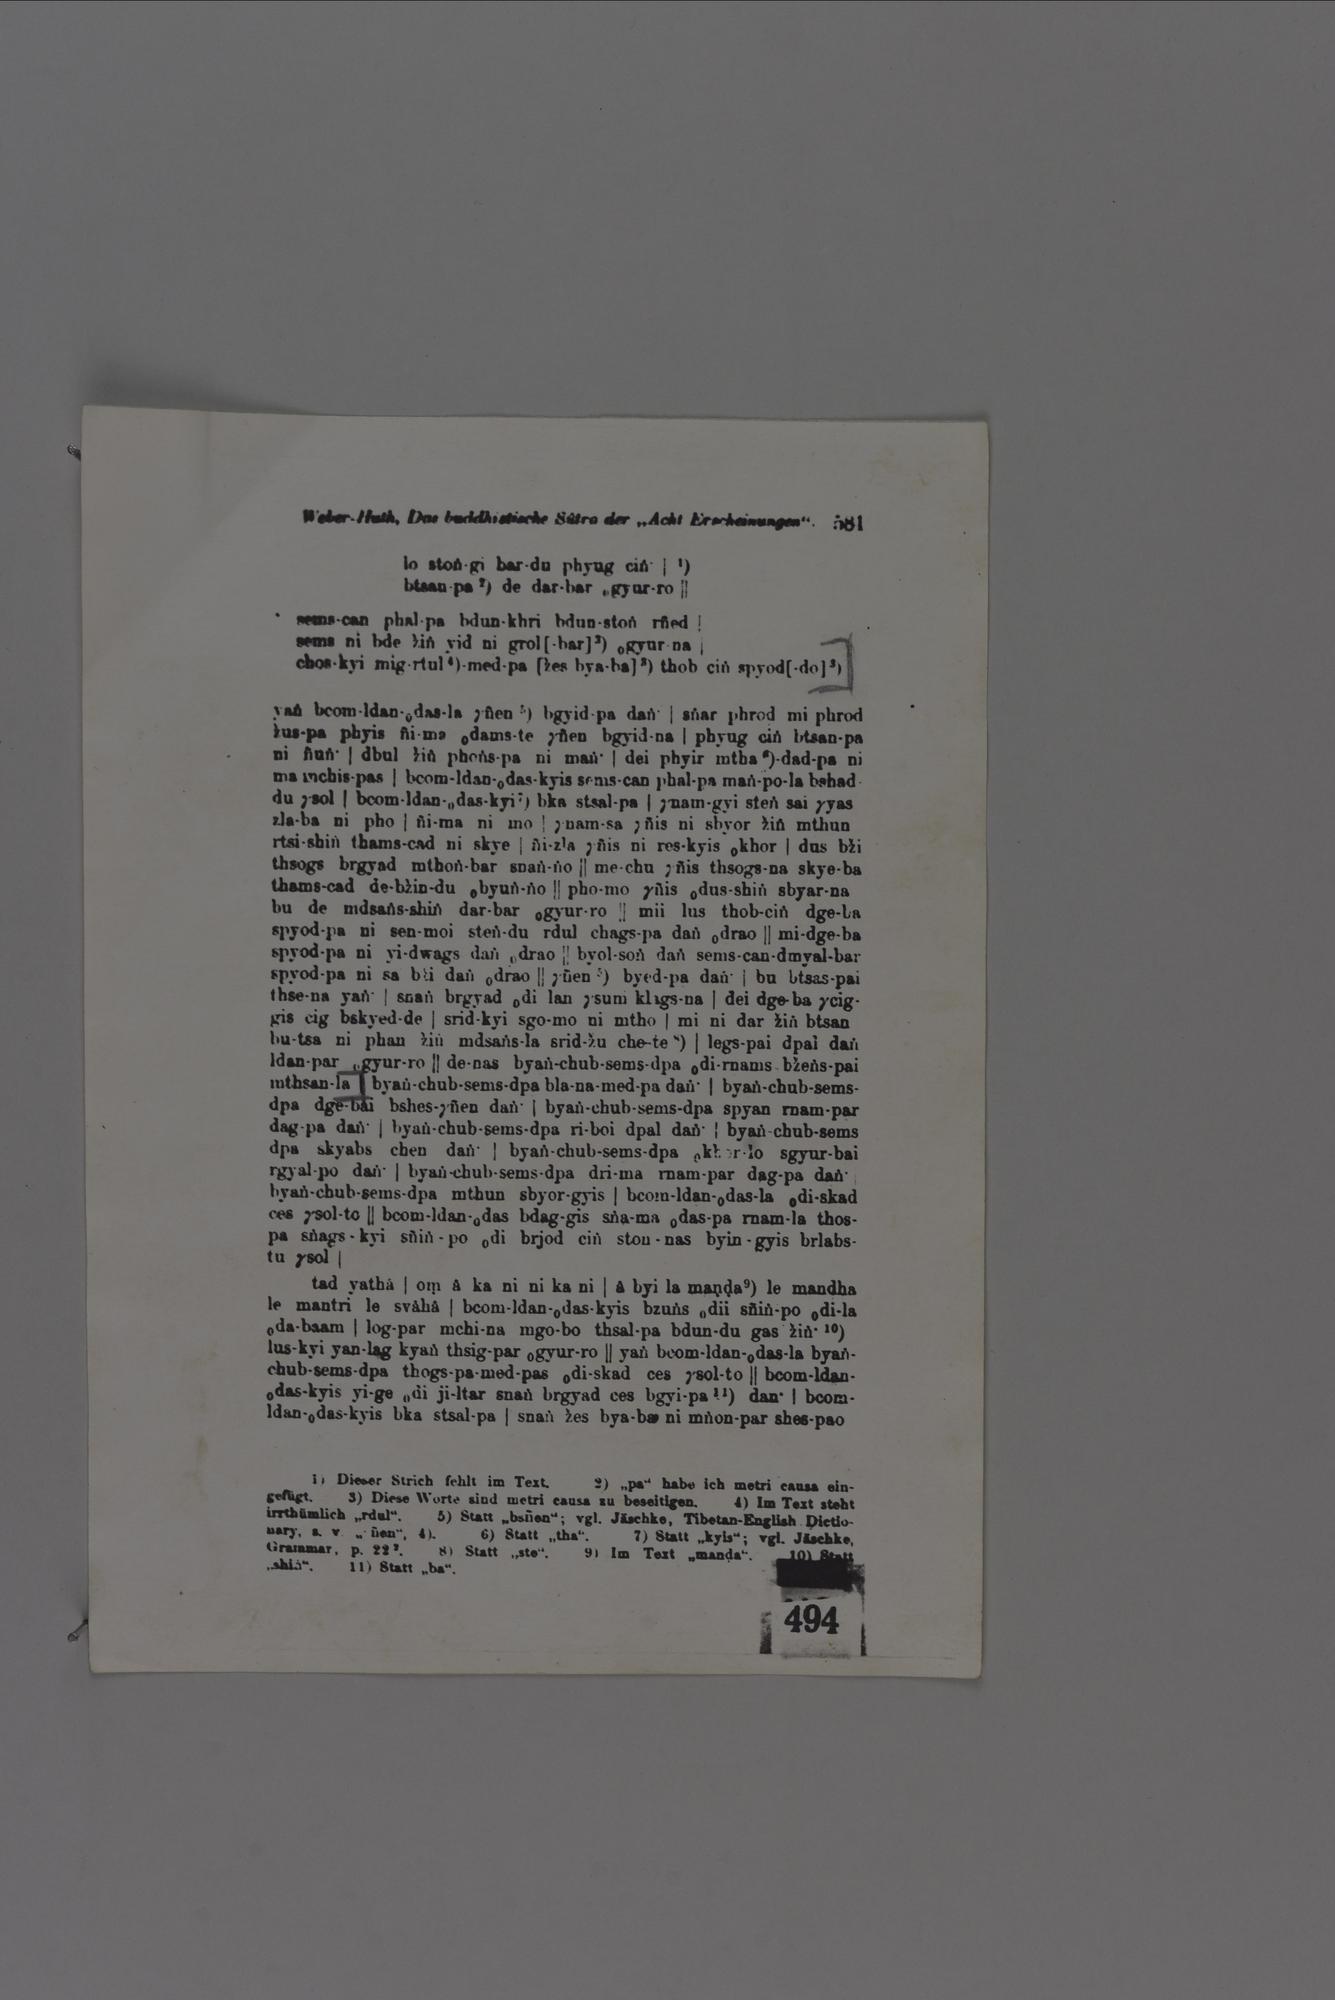 Weber-Huth, Das buddhistische Sûtra der „Acht Erscheinungen“. 581
lo stoṅ-gi bar-du phyug ciṅ· | ¹)
btsan-pa ²) de dar-bar ₒgyur-ro ||
sems-can phal-pa bdun-khri bdun-stoṅ rñed |
sems ni bde žiṅ yid ni grol[-bar]³) ₒgyur-na |
chos-kyi mig-rtul⁴)-med-pa [žes bya-ba]³) thob ciṅ spyod[-do]³)
yaṅ bcom-ldan-ₒdas-la γñen ⁵) bgyid-pa daṅ· | sṅar phrod mi phrod
žus-pa phyis ñi-ma ₒdams-te γñen bgyid-na | phyug ciṅ btsan-pa
ni ñuṅ· | dbul žiṅ phoṅs-pa ni maṅ· | dei phyir mtha ⁶)-dad-pa ni
ma mchis-pas | bcom-ldan-ₒdas-kyis sems-can phal-pa maṅ-po-la bshad-
du γsol | bcom-ldan-ₒdas-kyi⁷) bka stsal-pa | γnam-gyi steṅ sai γyas
zla-ba ni pho | ñi-ma ni mo | γnam-sa γñis ni sbyor žiṅ mthun
rtsi-shiṅ thams-cad ni skye | ñi-zla γñis ni res-kyis ₒkhor | dus bži
thsogs brgyad mthoṅ-bar snaṅ-ṅo || me-chu γñis thsogs-na skye-ba
thams-cad de-bžin-du ₒbyuṅ-ṅo || pho-mo γñis ₒdus-shiṅ sbyar-na
bu de mdsaṅs-shiṅ dar-bar ₒgyur-ro || mii lus thob-ciṅ dge-ba
spyod-pa ni sen-moi steṅ-du rdul chags-pa daṅ ₒdrao || mi-dge-ba
spyod-pa ni yi-dwags daṅ ₒdrao || byol-soṅ daṅ sems-can-dmyal-bar
spyod-pa ni sa bži daṅ ₒdrao || γñen ⁵) byed-pa daṅ· | bu btsas-pai
thse-na yaṅ· | snaṅ brgyad ₒdi lan γsum klags-na | dei dge-ba γcig-
gis cig bskyed-de | srid-kyi sgo-mo ni mtho | mi ni dar žiṅ btsan
bu-tsa ni phan žiṅ mdsaṅs-la srid-žu che-te ⁸) | legs-pai dpal daṅ
ldan-par ₒgyur-ro || de-nas byaṅ-chub-sems-dpa ₒdi-rnams bžeṅs-pai
mthsan-la | byaṅ-chub-sems-dpa bla-na-med-pa daṅ· | byaṅ-chub-sems-
dpa dge-bai bshes-γñen daṅ· | byaṅ-chub-sems-dpa spyan rnam-par
dag-pa daṅ· | byaṅ-chub-sems-dpa ri-boi dpal daṅ· | byaṅ-chub-sems
dpa skyabs chen daṅ· | byaṅ-chub-sems-dpa ₒkhor-lo sgyur-bai
rgyal-po daṅ· | byaṅ-chub-sems-dpa dri-ma rnam-par dag-pa daṅ· |
byaṅ-chub-sems-dpa mthun sbyor-gyis | bcom-ldan-ₒdas-la ₒdi-skad
ces γsol-to || bcom-ldan-ₒdas bdag-gis sṅa-ma ₒdas-pa rnam-la thos-
pa sṅags-kyi sñiṅ-po ₒdi brjod ciṅ ston-nas byin-gyis brlabs-
tu γsol |
tad yathâ | oṃ â ka ni ni ka ni | â byi la maṇḍa⁹) le mandha
le mantri le svâhâ | bcom-ldan-ₒdas-kyis bzuṅs ₒdii sñiṅ-po ₒdi-la
ₒda-baam | log-par mchi-na mgo-bo thsal-pa bdun-du gas žiṅ· ¹⁰)
lus-kyi yan-lag kyaṅ thsig-par ₒgyur-ro || yaṅ bcom-ldan-ₒdas-la byaṅ-
chub-sems-dpa thogs-pa-med-pas ₒdi-skad ces γsol-to || bcom-ldan-
ₒdas-kyis yi-ge ₒdi ji-ltar snaṅ brgyad ces bgyi-pa¹¹) daṅ· | bcom-
ldan-ₒdas-kyis bka stsal-pa | snaṅ žes bya-ba ni mṅon-par shes-pao
1) Dieser Strich fehlt im Text. 2) „pa“ habe ich metri causa ein-
gefügt. 3) Diese Worte sind metri causa zu beseitigen. 4) Im Text steht
irrthümlich „rdul“. 5) Statt „bsñen“; vgl. Jäschke, Tibetan-English Dictio-
nary, s. v. „γñen“, 4). 6) Statt „tha“. 7) Statt „kyis“; vgl. Jäschke,
Grammar, p. 22². 8) Statt „ste“. 9) Im Text „manḍa“. 10) Statt
„shiṅ“. 11) Statt „ba“.
494